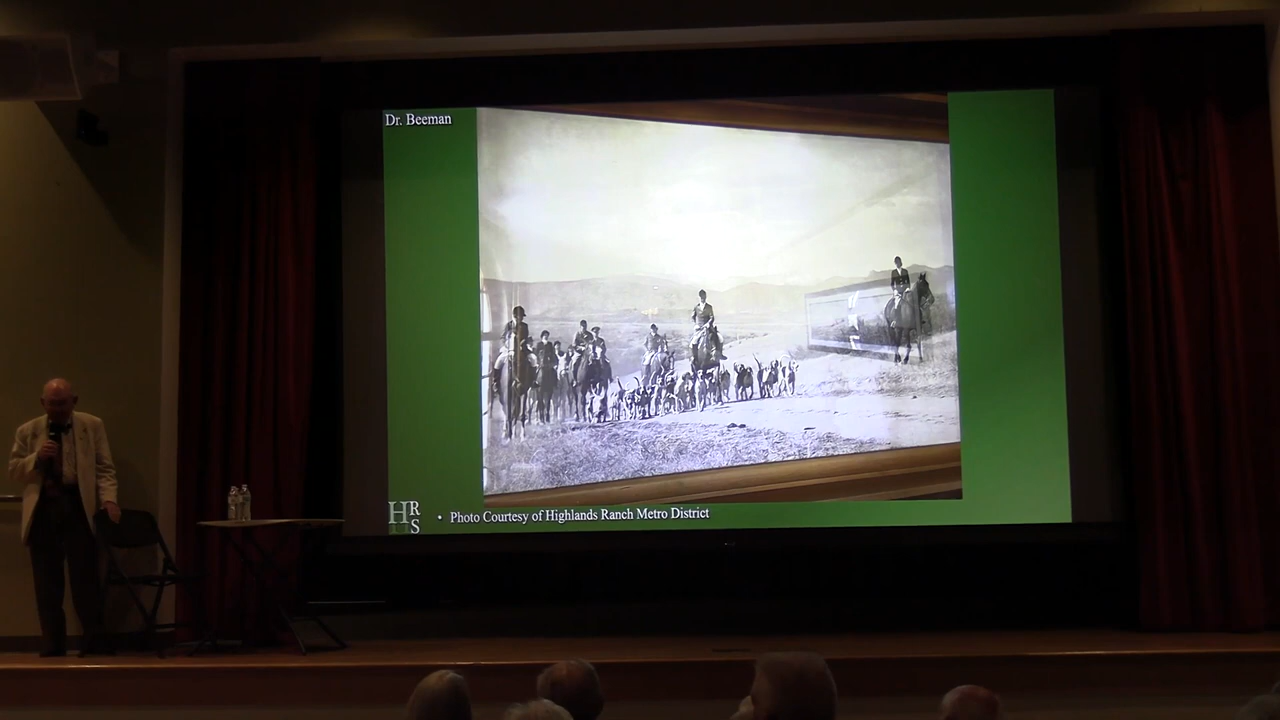 Dr. Beeman
HRS
• Photo Courtesy of Highlands Ranch Metro District